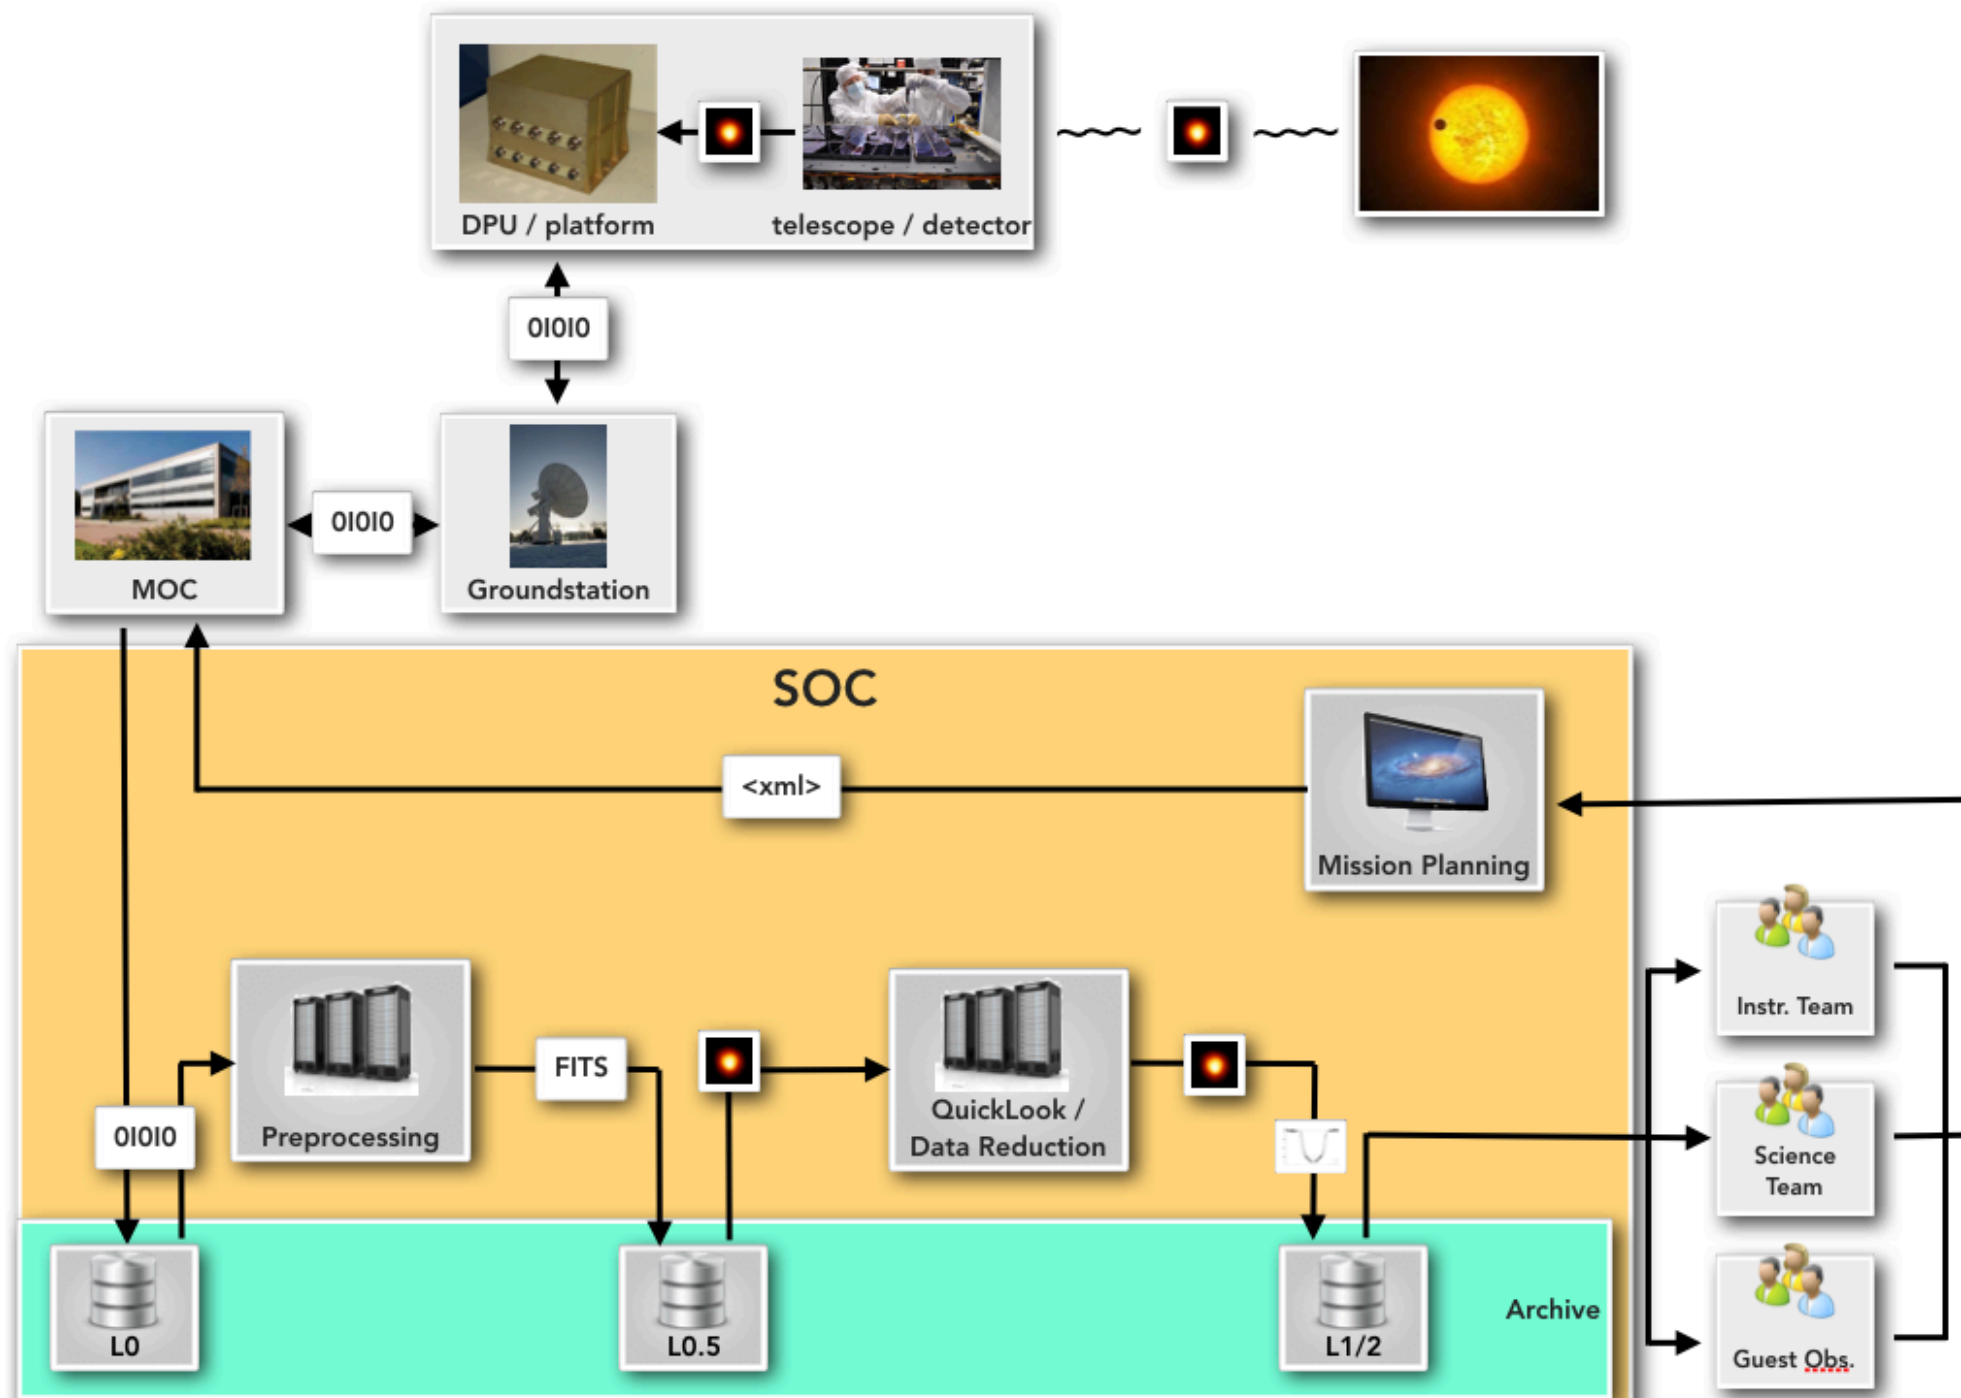 DPU / platform
telescope / detector
0I0I0
0I0I0
MOC
Groundstation
SOC
<xml>
Mission Planning
Instr. Team
FITS
0I0I0
Preprocessing
QuickLook /
Data Reduction
Science
Team
Archive
L0
L0.5
L1/2
Guest Obs.